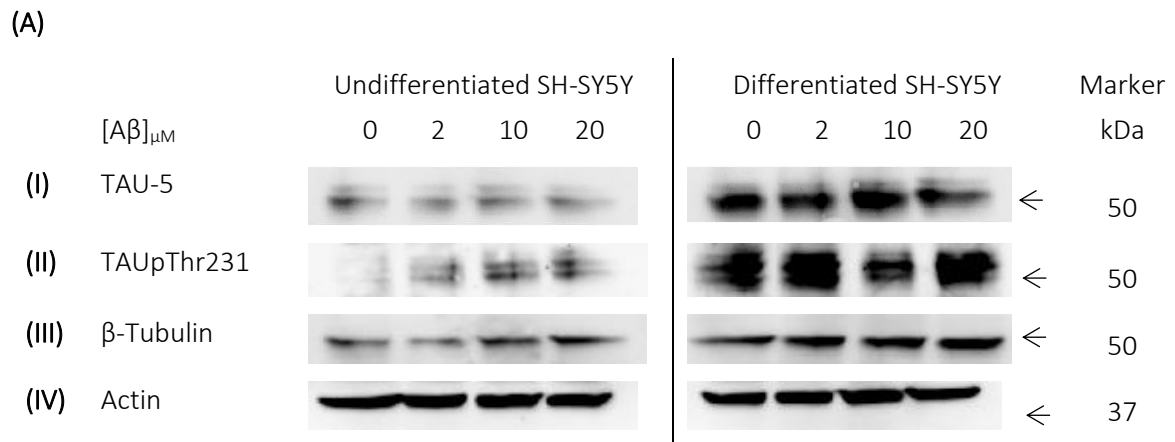 (A)
Undifferentiated SH-SY5Y Differentiated SH-SY5Y Marker
[Aβ]μM 0 2 10 20 0 2 10 20 kDa
(I) TAU-5 50
(II) TAUpThr231 50
(III) β-Tubulin 50
(IV) Actin 37